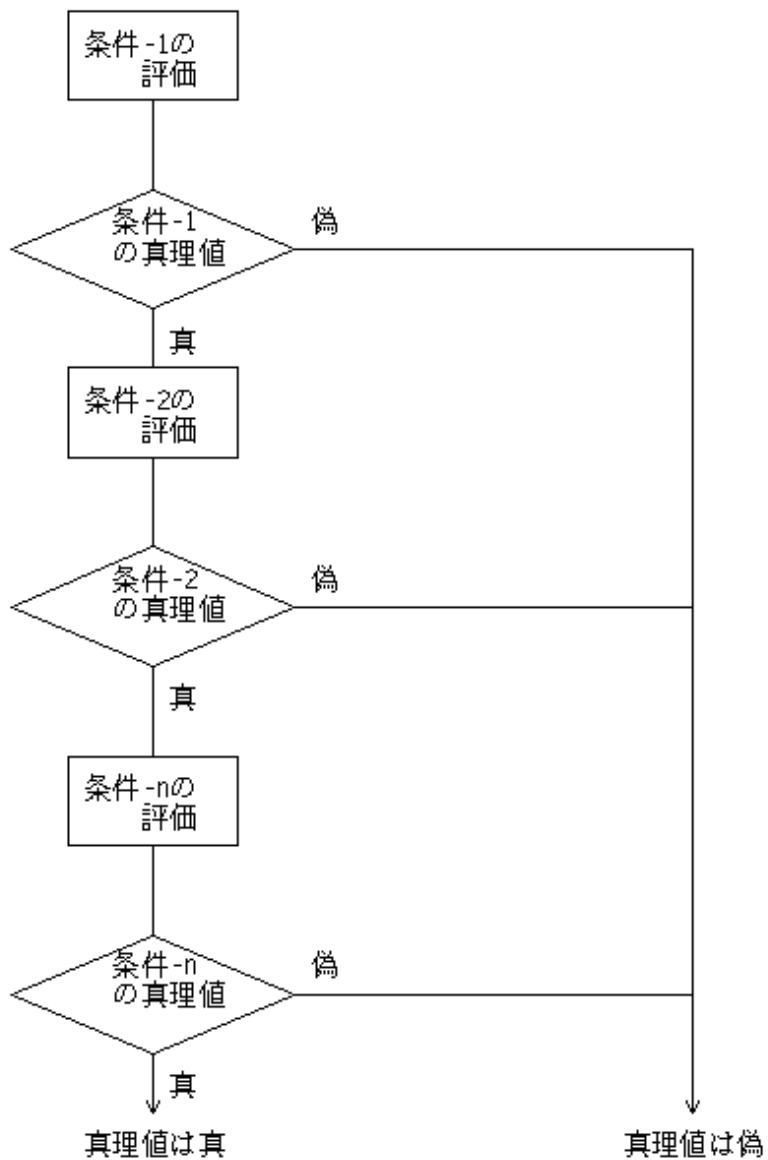 条件-1の
評価
条件-1
の真理値
偽
真
条件-2の
評価
条件-2
の真理値
偽
真
条件-nの
評価
条件-n
の真理値
偽
真
真理値は真
真理値は偽